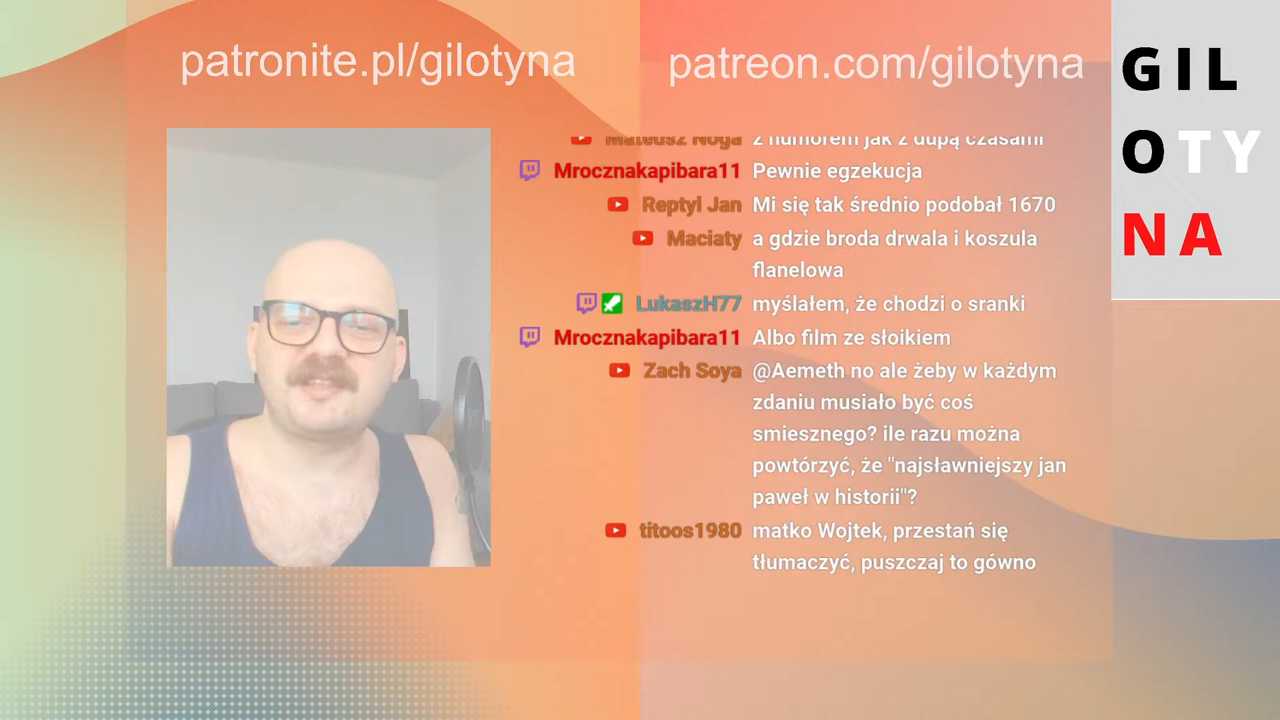 patronite.pl/gilotyna
patreon.com/gilotyna
GIL
OTY
NA
Mateusz Noga z humorem jak z dupą czasami
Mrocznakapibara11 Pewnie egzekucja
Reptyl Jan Mi się tak średnio podobał 1670
Maciaty a gdzie broda drwala i koszula
flanelowa
LukaszH77 myślałem, że chodzi o sranki
Mrocznakapibara11 Albo film ze słoikiem
Zach Soya @Aemeth no ale żeby w każdym
zdaniu musiało być coś
smiesznego? ile razu można
powtórzyć, że "najsławniejszy jan
paweł w historii"?
titoos1980 matko Wojtek, przestań się
tłumaczyć, puszczaj to gówno